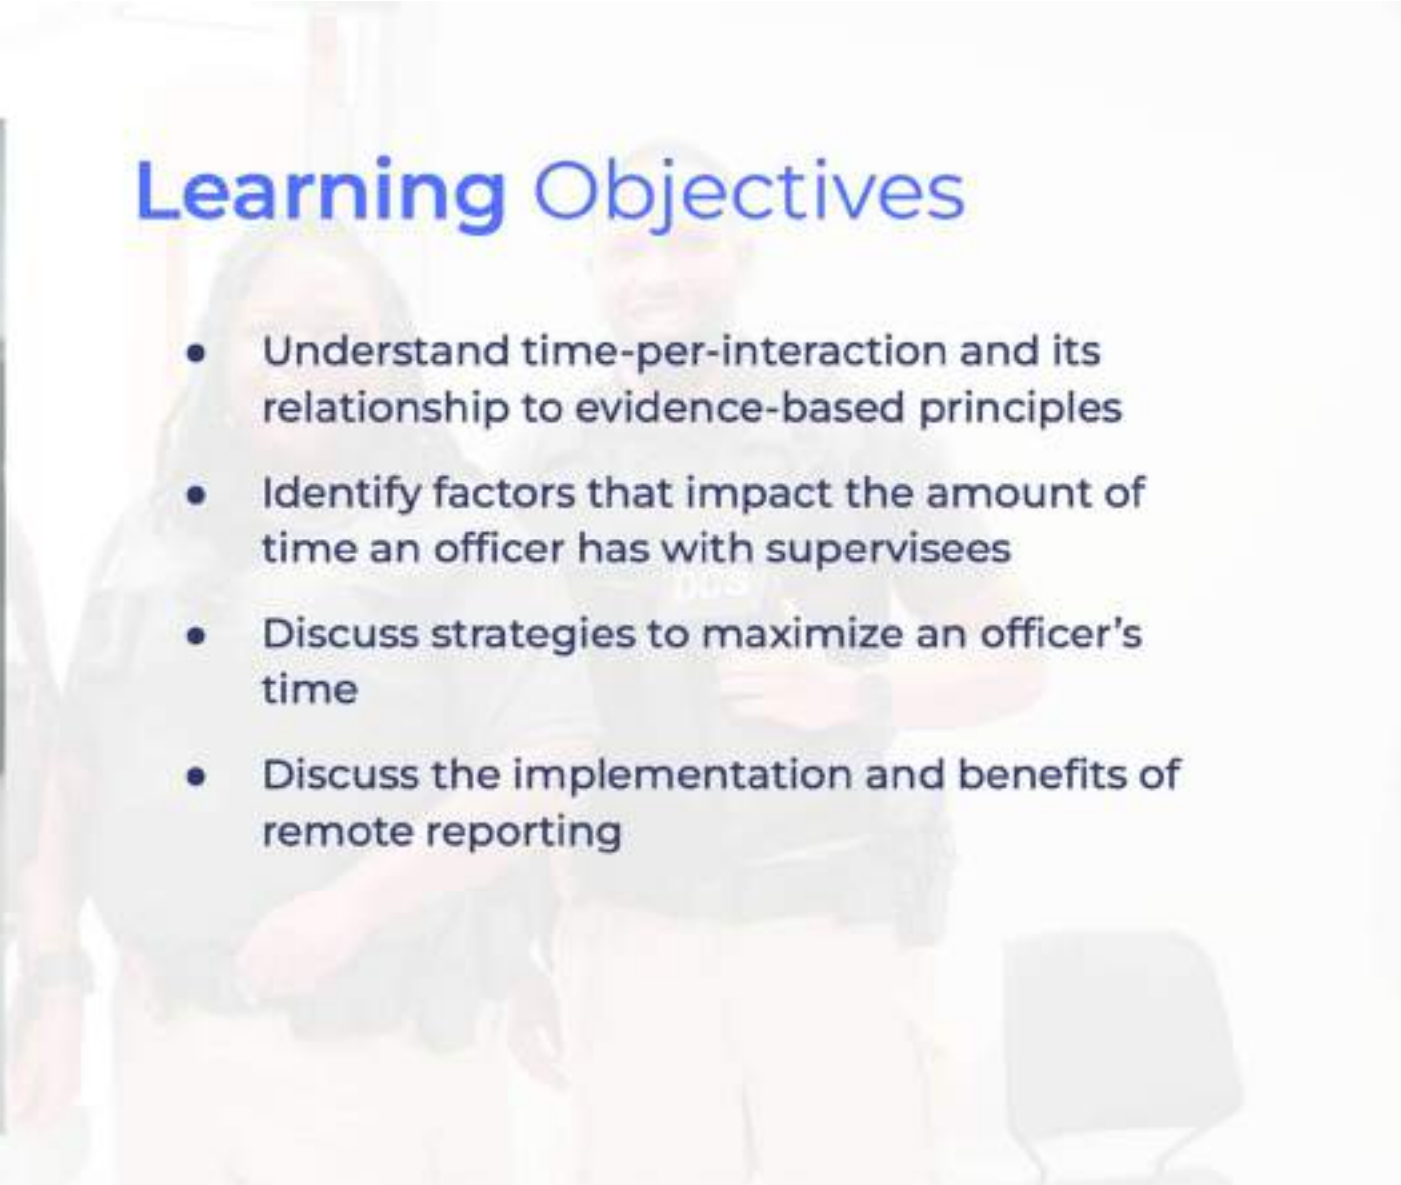 Learning Objectives
• Understand time-per-interaction and its
relationship to evidence-based principles
• Identify factors that impact the amount of
time an officer has with supervisees
• Discuss strategies to maximize an officer’s
time
• Discuss the implementation and benefits of
remote reporting
DCS